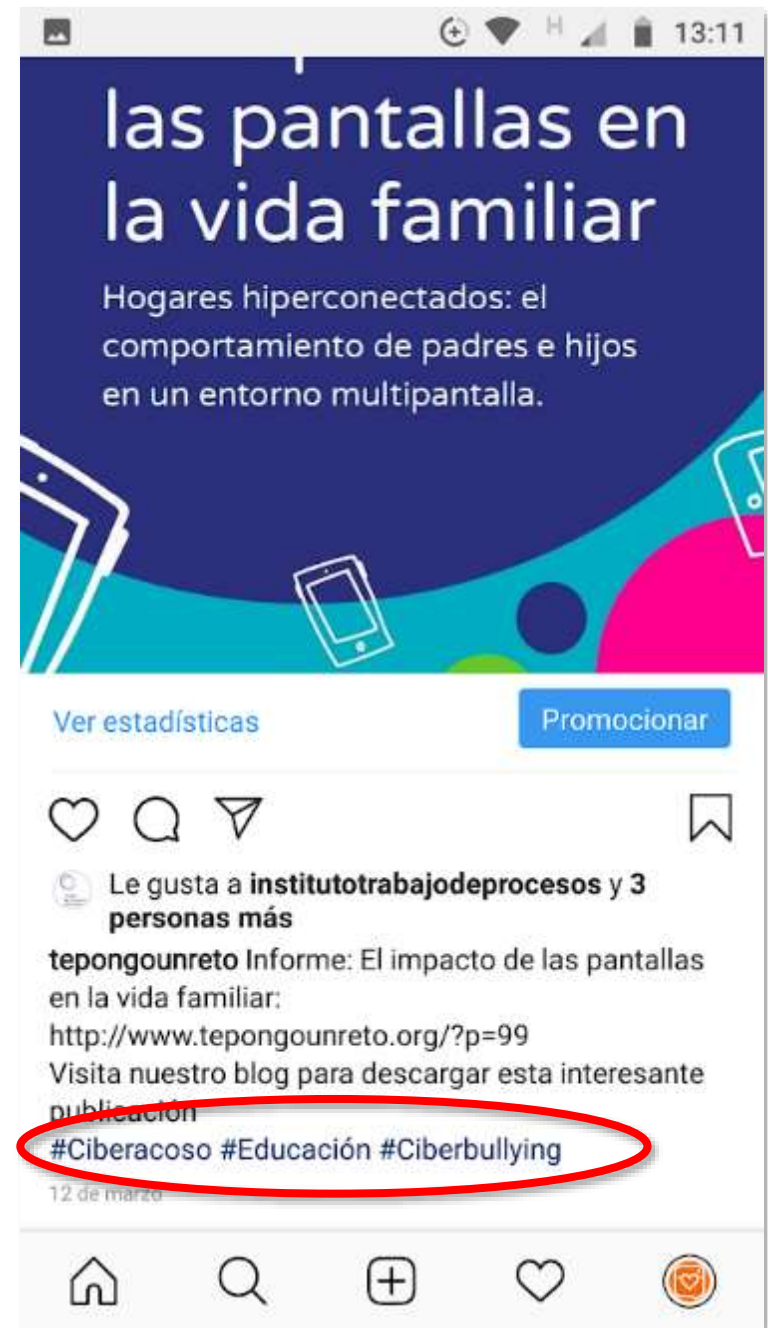 H 13:11
las pantallas en
la vida familiar
Hogares hiperconectados: el
comportamiento de padres e hijos
en un entorno multipantalla.
Ver estadísticas
Promocionar
Le gusta a institutotrabajodeprocesos y 3
personas más
tepongounreto Informe: El impacto de las pantallas
en la vida familiar:
http://www.tepongounreto.org/?p=99
Visita nuestro blog para descargar esta interesante
publicación
#Ciberacoso #Educación #Ciberbullying
12 de marzo